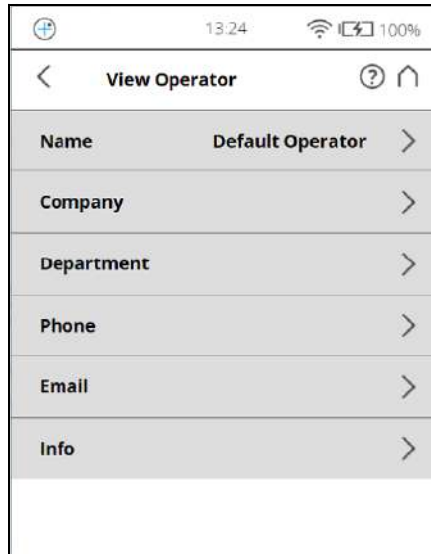 13:24 100%
View Operator
Name Default Operator
Company
Department
Phone
Email
Info